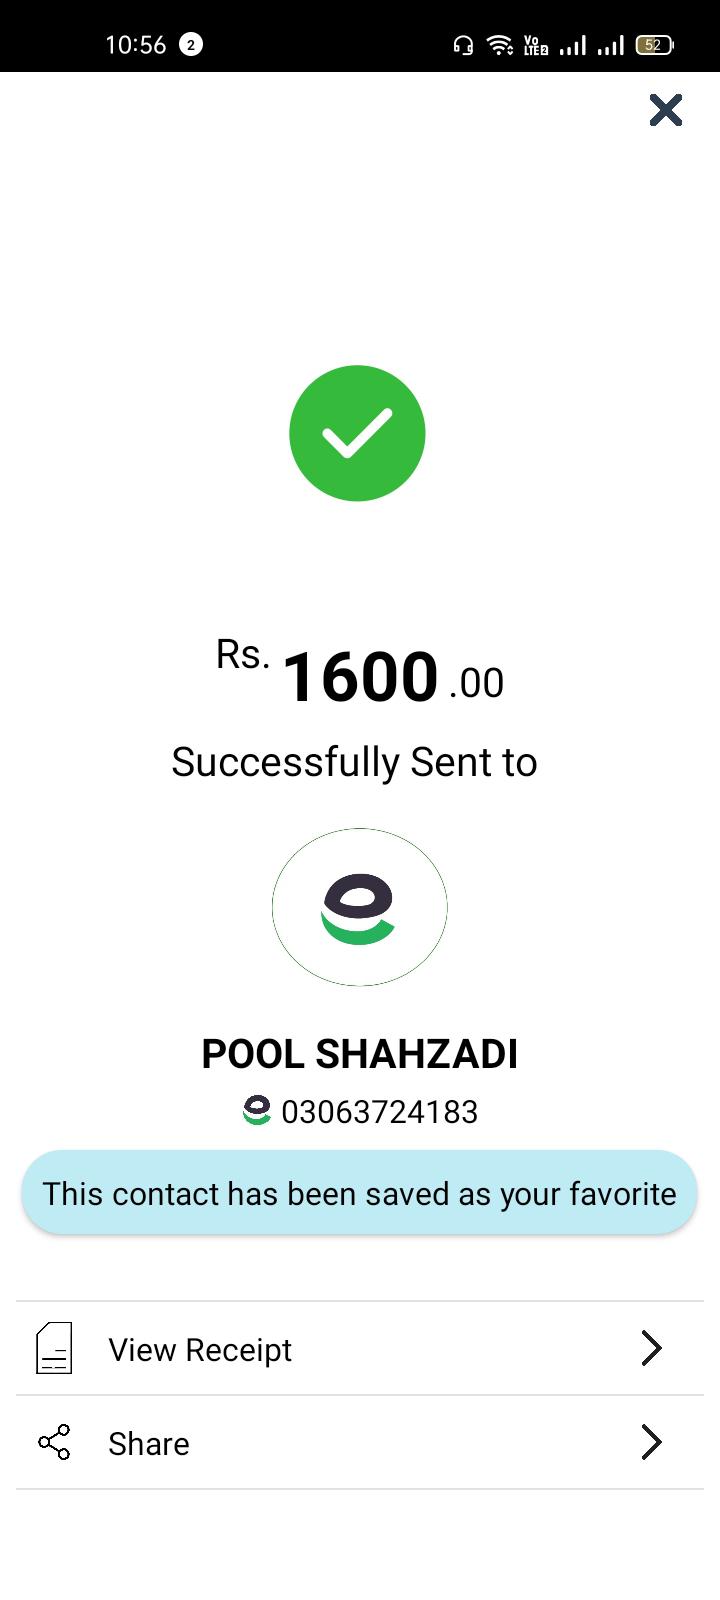 10:56 2 Vo LTE2 52
Rs. 1600 .00
Successfully Sent to
POOL SHAHZADI
03063724183
This contact has been saved as your favorite
View Receipt
Share